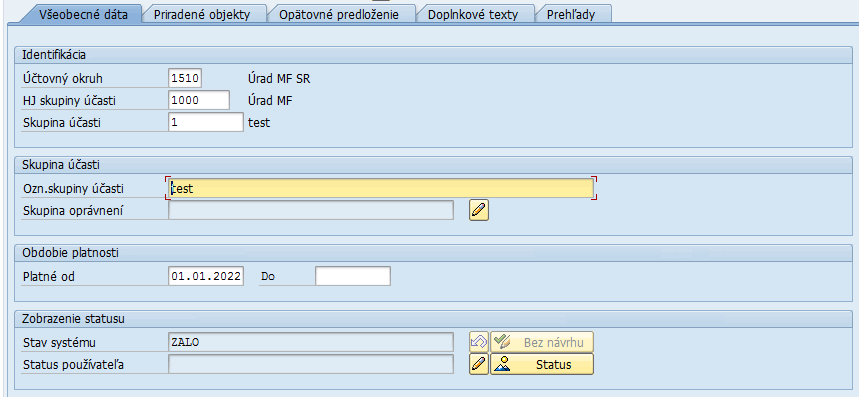 Všeobecné dáta Priradené objekty Opätovné predloženie Doplnkové texty Prehľady
Identifikácia
Účtovný okruh 1510 Úrad MF SR
HJ skupiny účasti 1000 Úrad MF
Skupina účasti 1 test
Skupina účasti
Ozn.skupiny účasti test
Skupina oprávnení
Obdobie platnosti
Platné od 01.01.2022 Do
Zobrazenie statusu
Stav systému ZALO Bez návrhu
Status používateľa Status